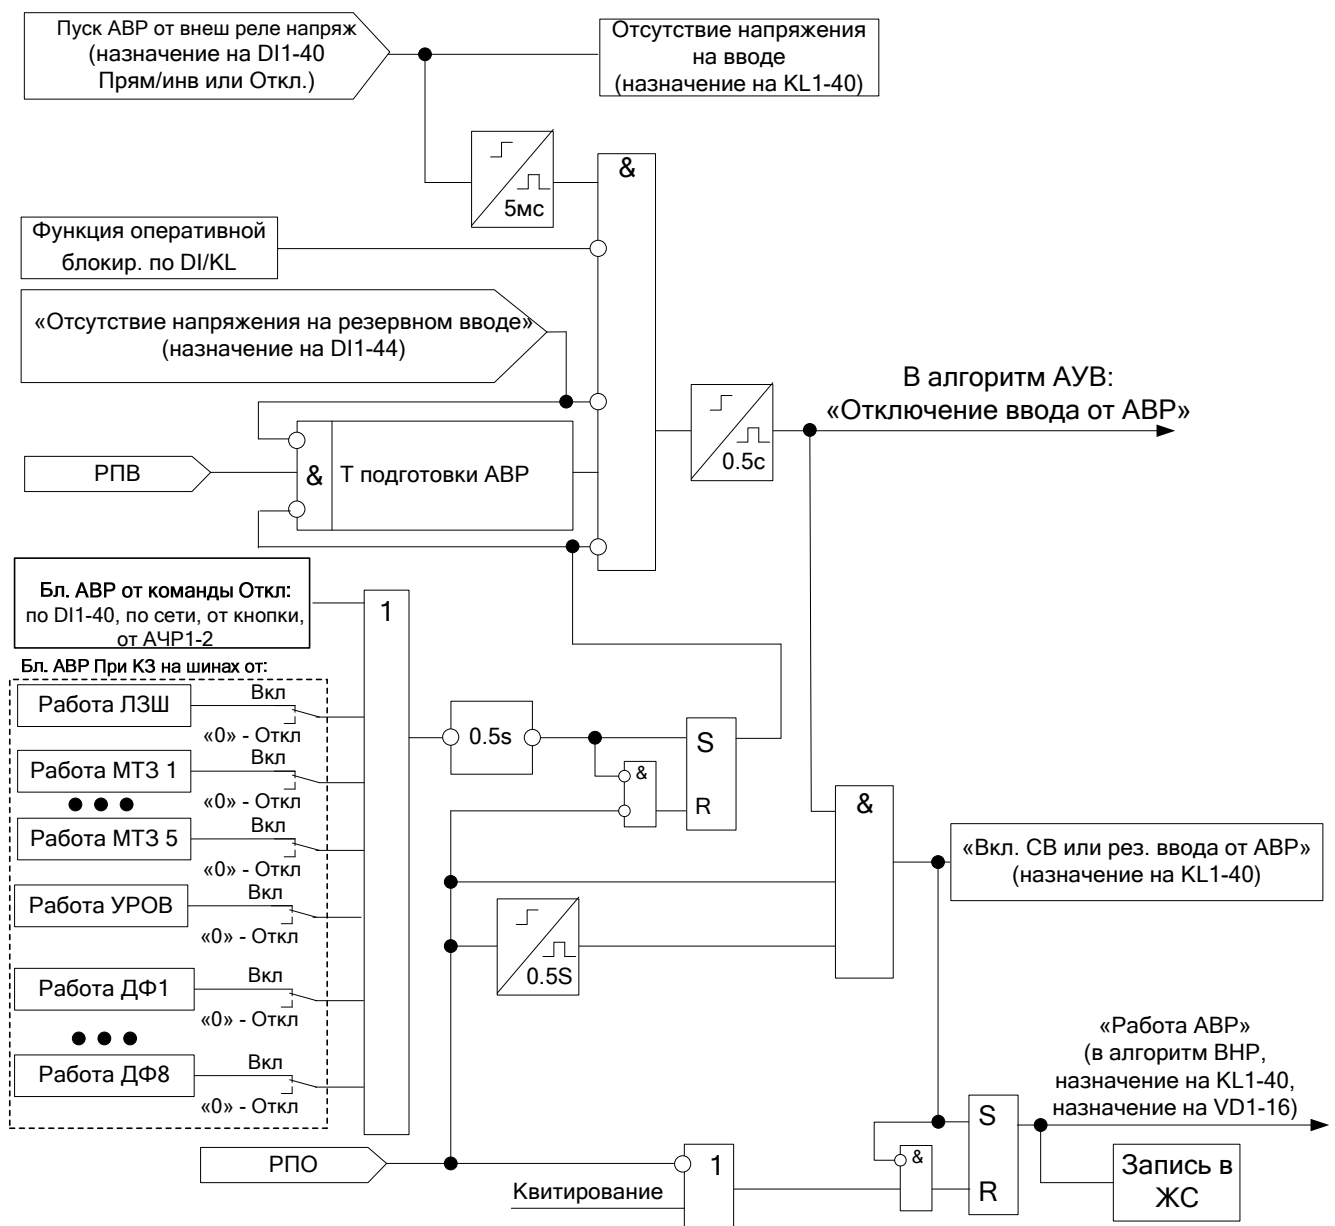 Пуск АВР от внеш реле напряж
(назначение на DI1-40
Прям/инв или Откл.)
Отсутствие напряжения
на вводе
(назначение на KL1-40)
5мс
&
Функция оперативной
блокир. по DI/KL
«Отсутствие напряжения на резервном вводе»
(назначение на DI1-44)
В алгоритм АУВ:
«Отключение ввода от АВР»
0.5с
РПВ
&
Т подготовки АВР
Бл. АВР от команды Откл:
по DI1-40, по сети, от кнопки,
от АЧР1-2
1
Бл. АВР При КЗ на шинах от:
Работа ЛЗШ
Вкл
«0» - Откл
Работа МТЗ 1
Вкл
«0» - Откл
Работа МТЗ 5
Вкл
«0» - Откл
Работа УРОВ
Вкл
«0» - Откл
Работа ДФ1
Вкл
«0» - Откл
Работа ДФ8
Вкл
«0» - Откл
0.5s
&
S
R
&
0.5S
«Вкл. СВ или рез. ввода от АВР»
(назначение на KL1-40)
«Работа АВР»
(в алгоритм ВНР,
назначение на KL1-40,
назначение на VD1-16)
РПО
Квитирование
1
&
S
R
Запись в
ЖС